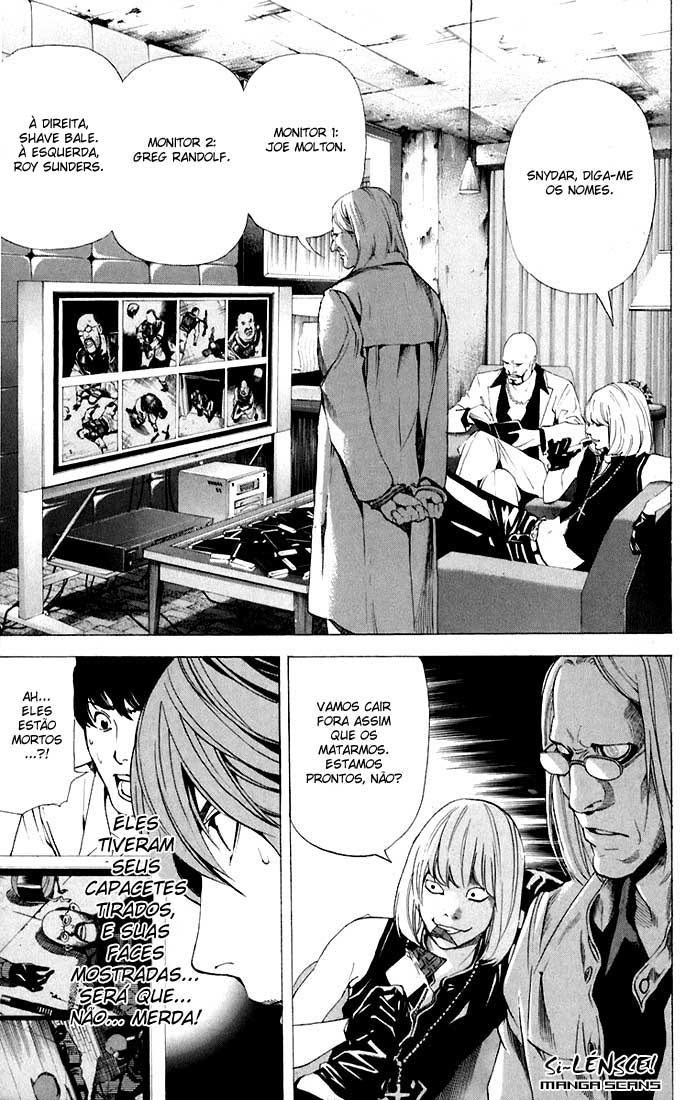 SNYDAR, DIGA-ME
OS NOMES.
MONITOR 1:
JOE MOLTON.
MONITOR 2:
GREG RANDOLF.
À DIREITA,
SHAVE BALE.
À ESQUERDA,
ROY SUNDERS.
VAMOS CAIR
FORA ASSIM
QUE OS
MATARMOS.
ESTAMOS
PRONTOS, NÃO?
AH...
ELES
ESTÃO
MORTOS
...?!
ELES
TIVERAM
SEUS
CAPACETES
TIRADOS,
E SUAS
FACES
MOSTRADAS...
SERÁ QUE...
NÃO... MERDA!
Si-LÉNSCE!
MANGA SCANS